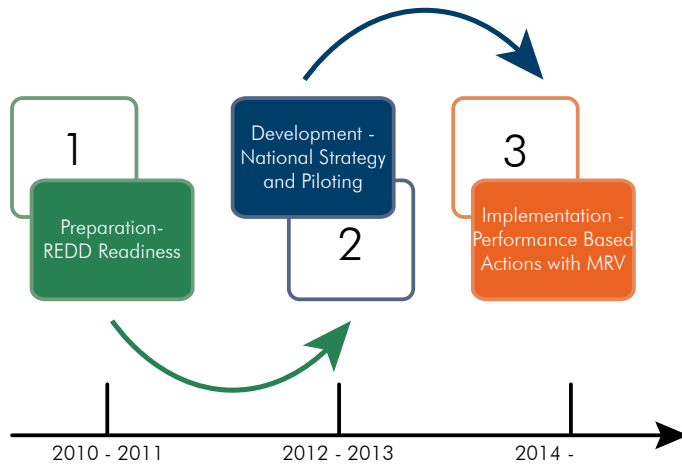 1
Preparation-
REDD Readiness
Development -
National Strategy
and Piloting
2
3
Implementation -
Performance Based
Actions with MRV
2010 - 2011
2012 - 2013
2014 -